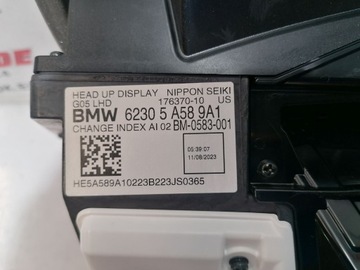 HEAD UP DISPLAY NIPPON SEIKI
G05 LHD 176370-10 US
BMW 6230 5 A58 9A1
CHANGE INDEX AI 02 BM-0583-001
05:39:07
11/08/2023
HE5A589A10223B223JS0365